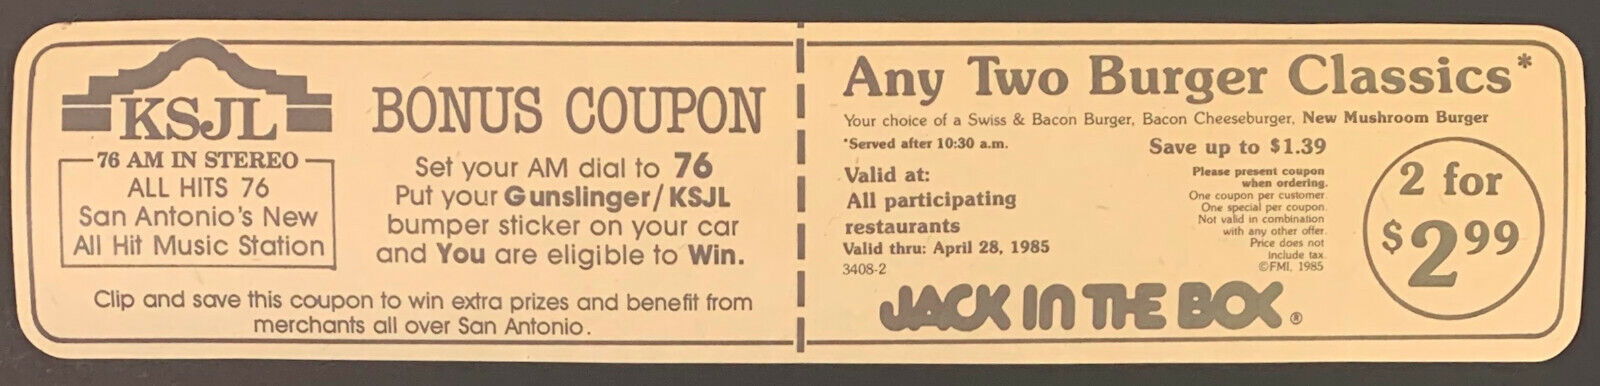 KSJL
76 AM IN STEREO
ALL HITS 76
San Antonio's New
All Hit Music Station
BONUS COUPON
Set your AM dial to 76
Put your Gunslinger/KSJL
bumper sticker on your car
and You are eligible to Win.
Clip and save this coupon to win extra prizes and benefit from
merchants all over San Antonio.
Any Two Burger Classics*
Your choice of a Swiss & Bacon Burger, Bacon Cheeseburger, New Mushroom Burger
*Served after 10:30 a.m.
Valid at:
All participating
restaurants
Valid thru: April 28, 1985
3408-2
Save up to $1.39
Please present coupon
when ordering.
One coupon per customer.
One special per coupon.
Not valid in combination
with any other offer.
Price does not
include tax.
©FMI, 1985
2 for
$2.99
JACK IN THE BOX®